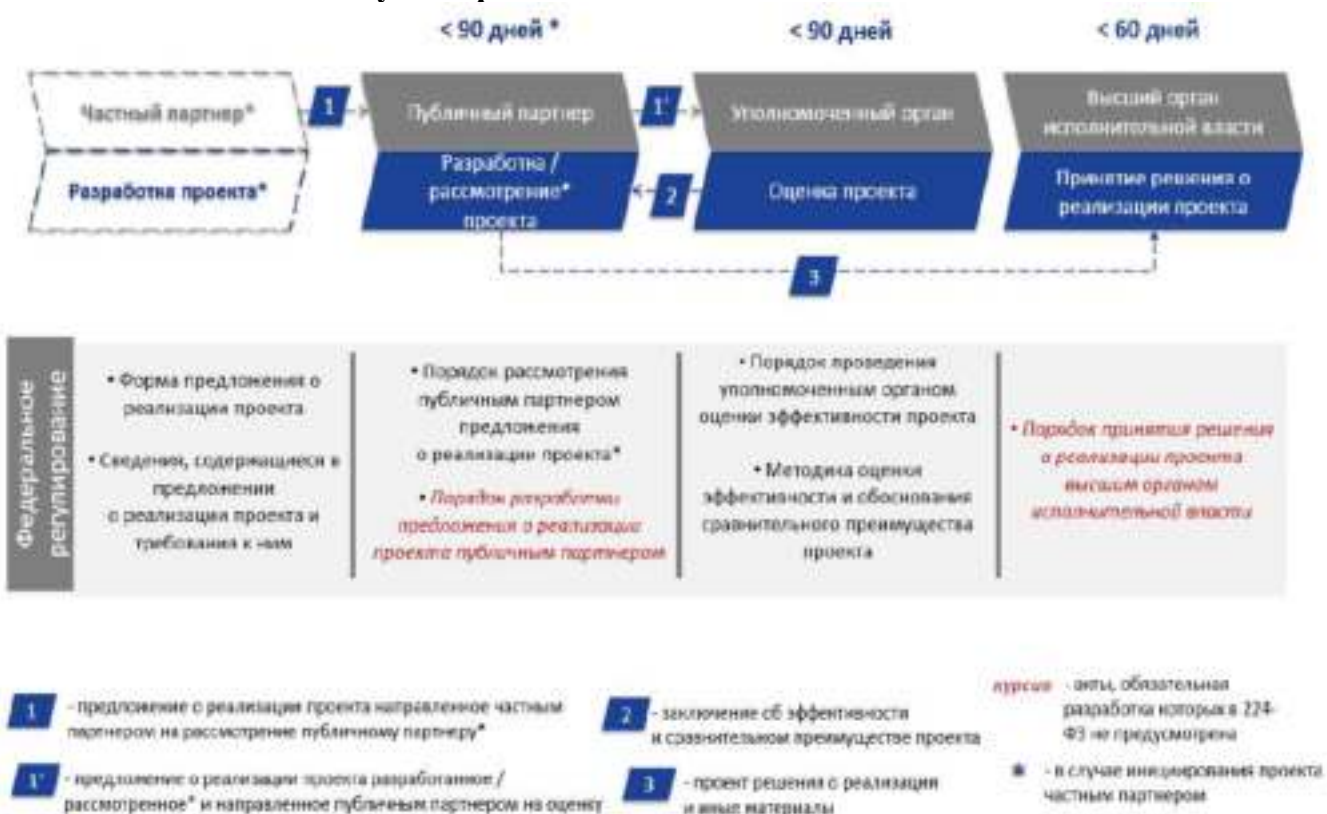 < 90 дней *
< 90 дней
< 60 дней
Частный партнер*
1
Публичный партнер
1'
Уполномоченный орган
Высший орган
исполнительной власти
Разработка проекта*
Разработка /
рассмотрение*
проекта
2
Оценка проекта
Принятие решения о
реализации проекта
3
Федеральное
регулирование
• Форма предложения о
реализации проекта
• Сведения, содержащиеся в
предложении
о реализации проекта и
требования к ним
• Порядок рассмотрения
публичным партнером
предложения
о реализации проекта*
• Порядок разработки
предложения о реализации
проекта публичным партнером
• Порядок проведения
уполномоченным органом
оценки эффективности проекта
• Методика оценки
эффективности и обоснования
сравнительного преимущества
проекта
• Порядок принятия решения
о реализации проекта
высшим органом
исполнительной власти
1 - предложение о реализации проекта направленное частным
партнером на рассмотрение публичному партнеру*
1' - предложение о реализации проекта разработанное /
рассмотренное* и направленное публичным партнером на оценку
2 - заключение об эффективности
и сравнительном преимуществе проекта
3 - проект решения о реализации
и иные материалы
курсив - акты, обязательная
разработка которых в 224-
ФЗ не предусмотрена
* - в случае инициирования проекта
частным партнером